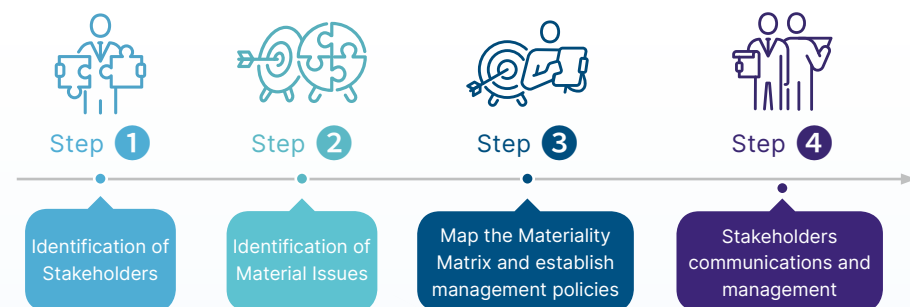 Step 1
Step 2
Step 3
Step 4
Identification of
Stakeholders
Identification of
Material Issues
Map the Materiality
Matrix and establish
management policies
Stakeholders
communications and
management